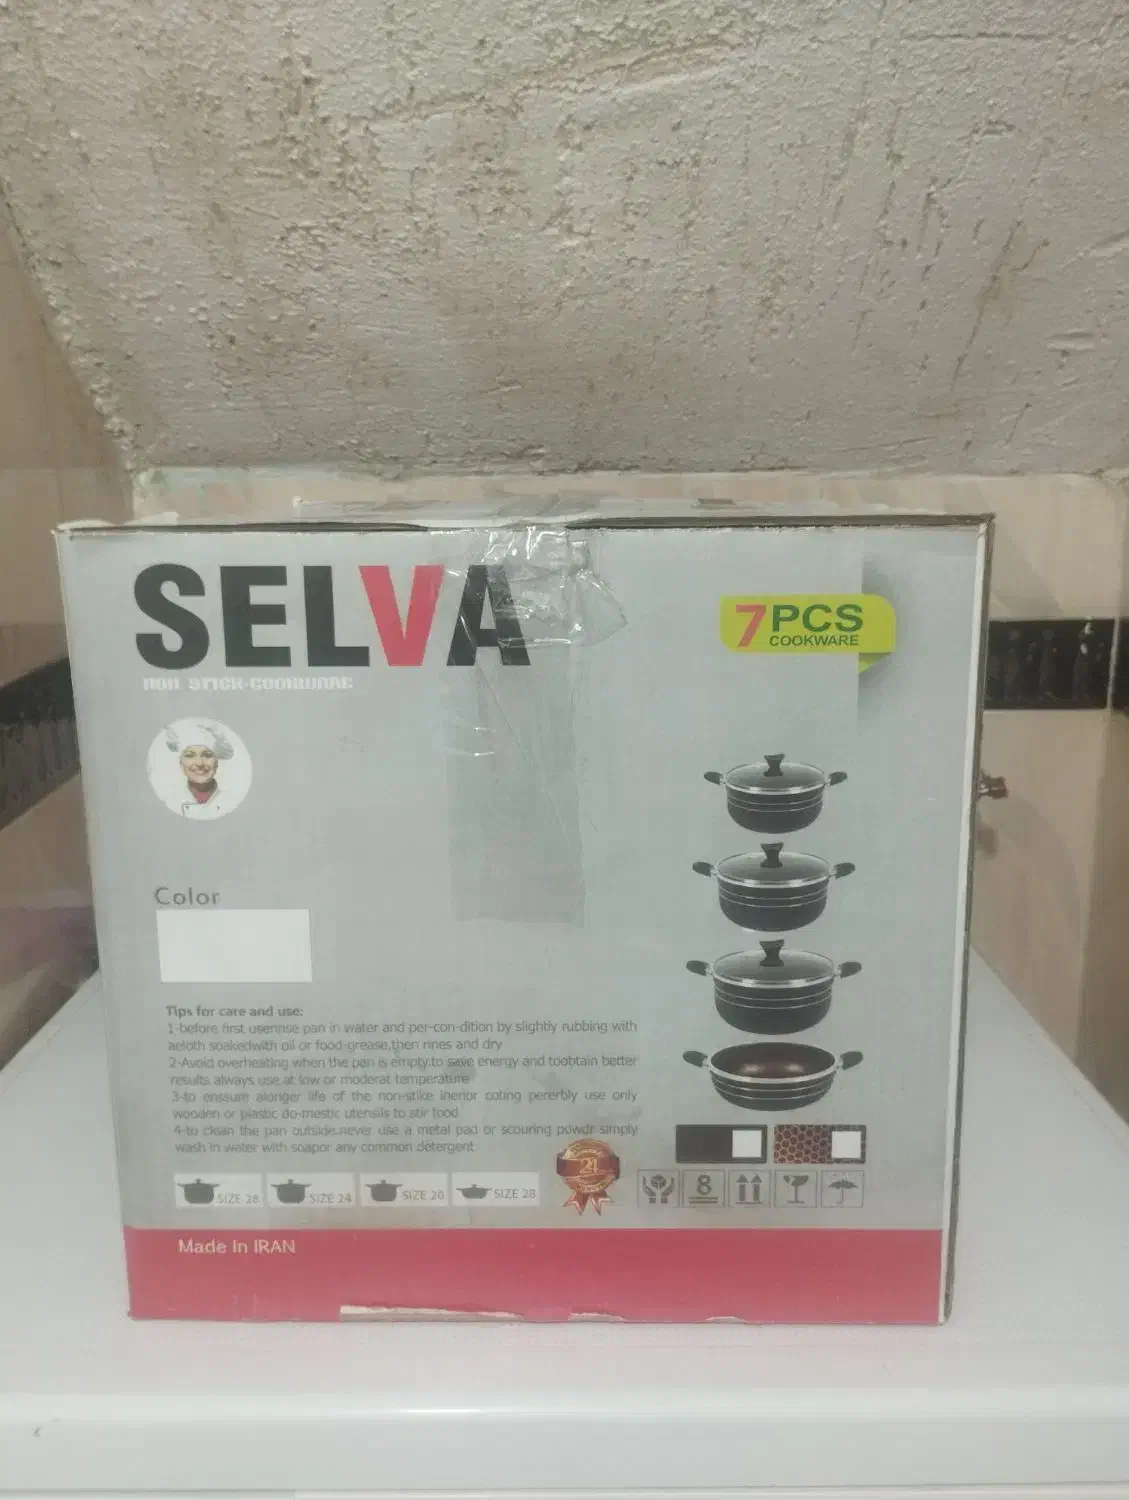 SELVA
NON STICK-COOKWARE
7PCS
COOKWARE
Color
Tips for care and use:
1-before first userinse pan in water and per-con-dition by slightly rubbing with
acloth soakedwith oil or food-grease,then rines and dry
2-Avoid overheating when the pan is empty.to save energy and toobtain better
results always use at low or moderat temperature
3-to enssure alonger life of the non-stike inerior coting pererbly use only
wooden or plastic do-mestic utensils to stir food
4-to clean the pan outside.never use a metal pad or scouring powdr simply
wash in water with soapor any common detergent
SIZE 28
SIZE 24
SIZE 20
SIZE 28
24
8
Made In IRAN